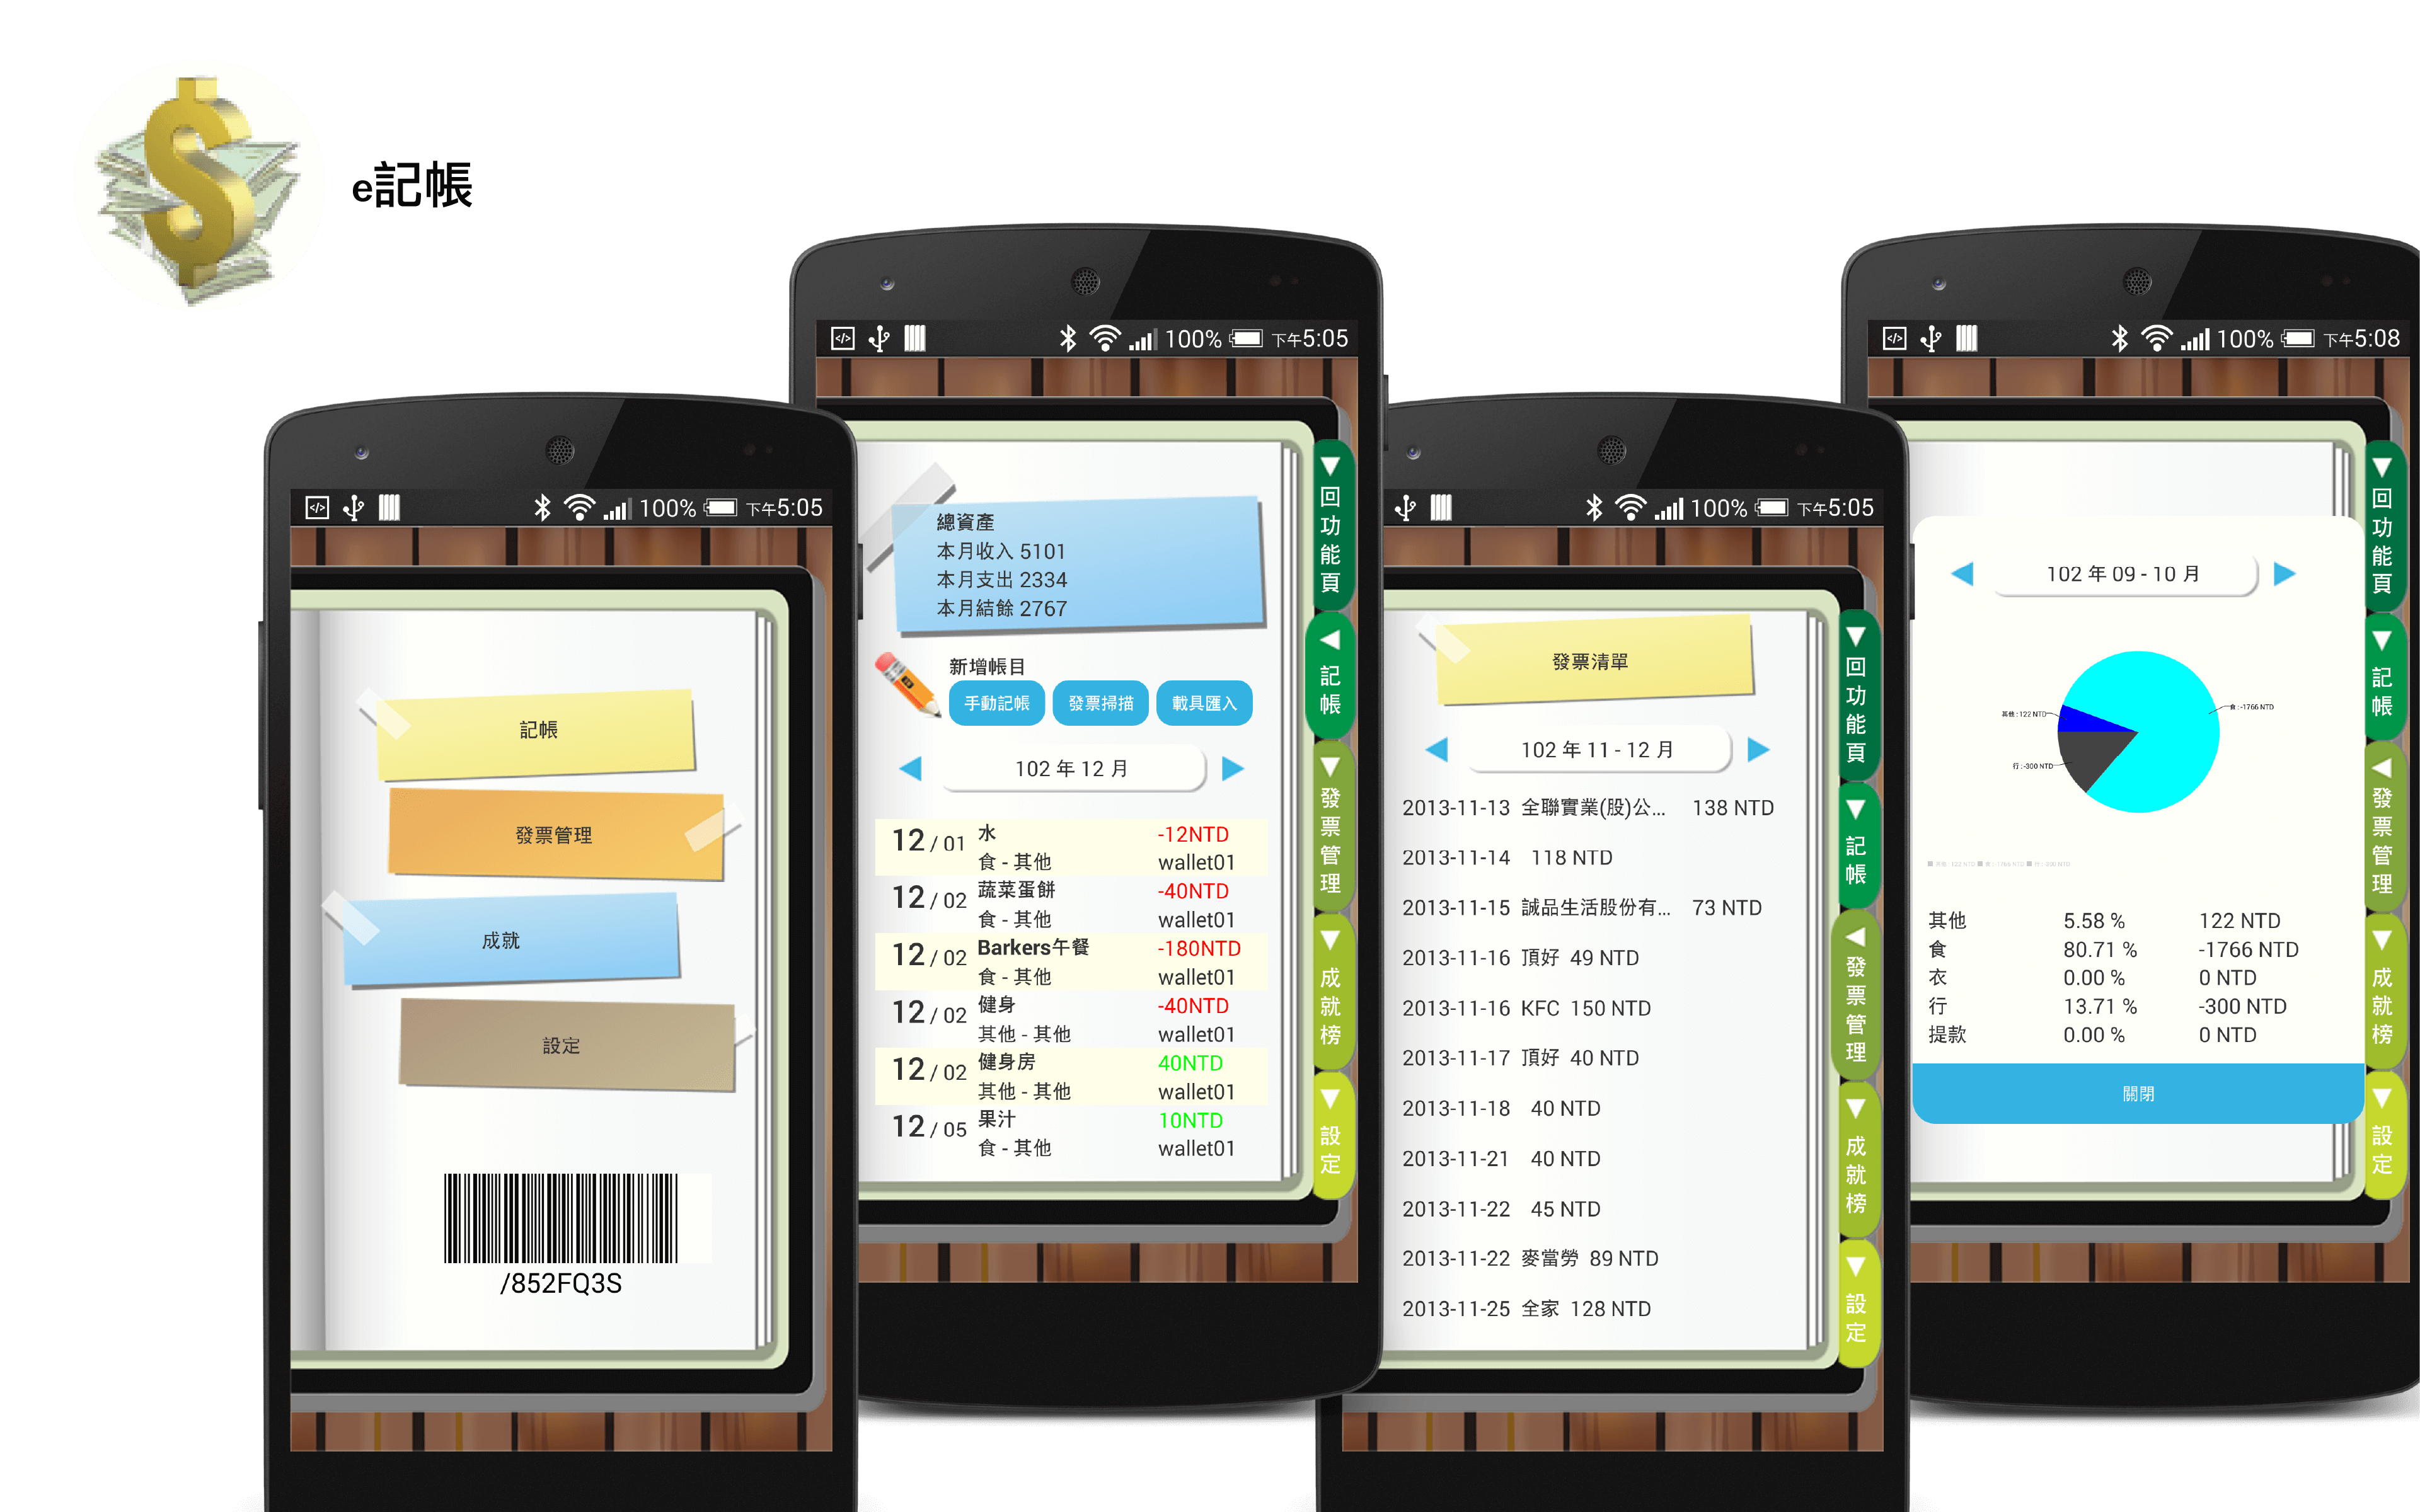 e記帳
100% 下午5:05
記帳
發票管理
成就
設定
/852FQ3S
100% 下午5:05
總資產
本月收入 5101
本月支出 2334
本月結餘 2767
新增帳目
手動記帳 發票掃描 載具匯入
102 年 12 月
12 / 01 水 -12NTD
食 - 其他 wallet01
12 / 02 蔬菜蛋餅 -40NTD
食 - 其他 wallet01
12 / 02 Barkers午餐 -180NTD
食 - 其他 wallet01
12 / 02 健身 -40NTD
其他 - 其他 wallet01
12 / 02 健身房 40NTD
其他 - 其他 wallet01
12 / 05 果汁 10NTD
食 - 其他 wallet01
回功能頁
記帳
發票管理
成就榜
設定
100% 下午5:05
發票清單
102 年 11 - 12 月
2013-11-13 全聯實業(股)公... 138 NTD
2013-11-14 118 NTD
2013-11-15 誠品生活股份有... 73 NTD
2013-11-16 頂好 49 NTD
2013-11-16 KFC 150 NTD
2013-11-17 頂好 40 NTD
2013-11-18 40 NTD
2013-11-21 40 NTD
2013-11-22 45 NTD
2013-11-22 麥當勞 89 NTD
2013-11-25 全家 128 NTD
回功能頁
記帳
發票管理
成就榜
設定
100% 下午5:08
102 年 09 - 10 月
食 : -1766 NTD
其他 : 122 NTD
行 : -300 NTD
其他 5.58 % 122 NTD
食 80.71 % -1766 NTD
衣 0.00 % 0 NTD
行 13.71 % -300 NTD
提款 0.00 % 0 NTD
關閉
回功能頁
記帳
發票管理
成就榜
設定